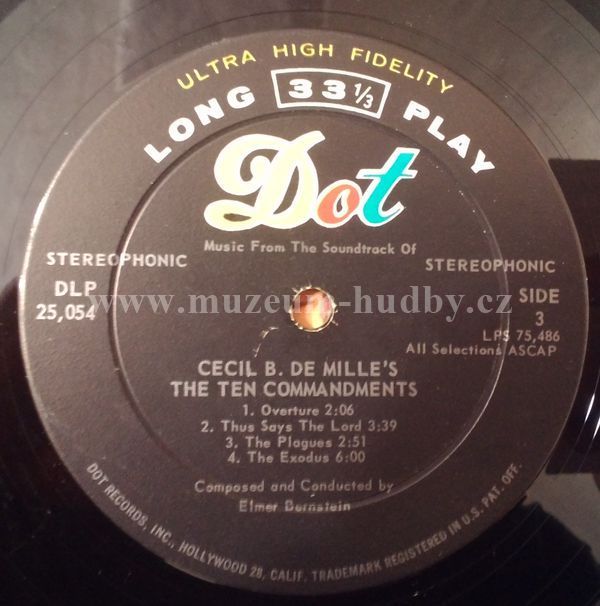 ULTRA HIGH FIDELITY
LONG 33 1/3 PLAY
Dot
Music From The Soundtrack Of
STEREOPHONIC
DLP
25,054
STEREOPHONIC
SIDE
3
LPS 75,486
All Selections ASCAP
www.muzeum-hudby.cz
CECIL B. DE MILLE'S
THE TEN COMMANDMENTS
1. Overture 2:06
2. Thus Says The Lord 3:39
3. The Plagues 2:51
4. The Exodus 6:00
Composed and Conducted by
Elmer Bernstein
DOT RECORDS, INC., HOLLYWOOD 28, CALIF. TRADEMARK REGISTERED IN U.S. PAT. OFF.